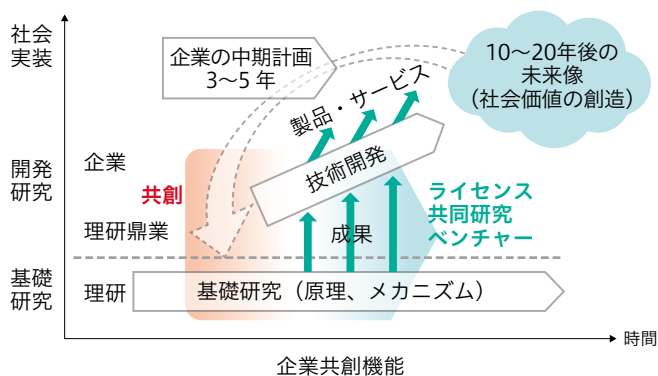 社会
実装
企業の中期計画
3～5 年
10～20年後の
未来像
（社会価値の創造）
製品・サービス
開発
研究
企業
技術開発
共創
ライセンス
共同研究
ベンチャー
理研鼎業
成果
基礎
研究
理研
基礎研究（原理、メカニズム）
時間
企業共創機能